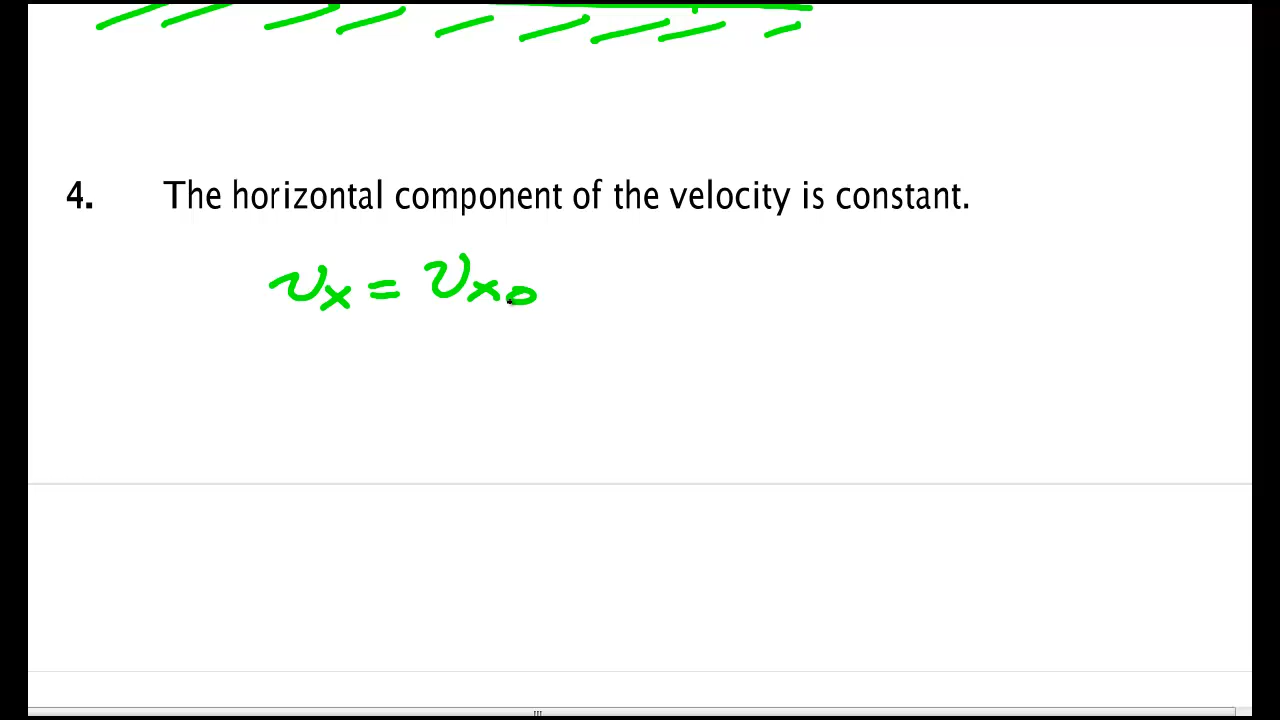 4. The horizontal component of the velocity is constant.
vx = vx0